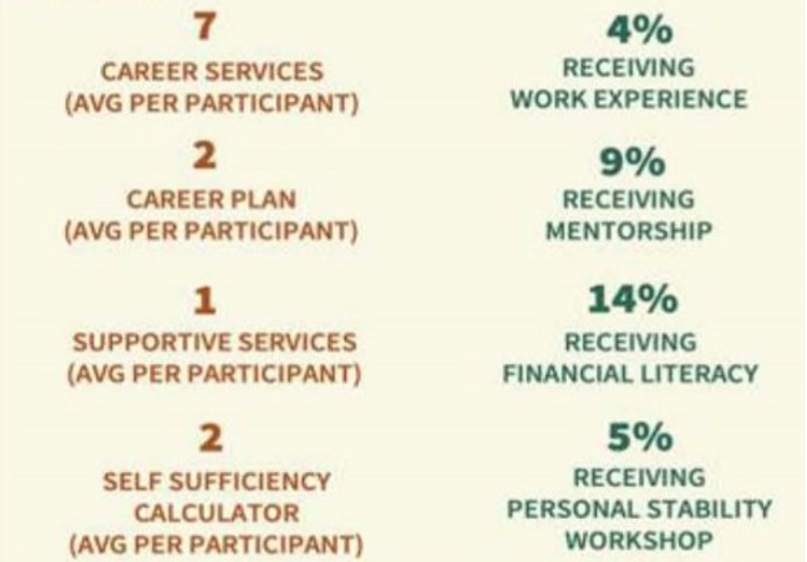 7
CAREER SERVICES
(AVG PER PARTICIPANT)
4%
RECEIVING
WORK EXPERIENCE
2
CAREER PLAN
(AVG PER PARTICIPANT)
9%
RECEIVING
MENTORSHIP
1
SUPPORTIVE SERVICES
(AVG PER PARTICIPANT)
14%
RECEIVING
FINANCIAL LITERACY
2
SELF SUFFICIENCY
CALCULATOR
(AVG PER PARTICIPANT)
5%
RECEIVING
PERSONAL STABILITY
WORKSHOP